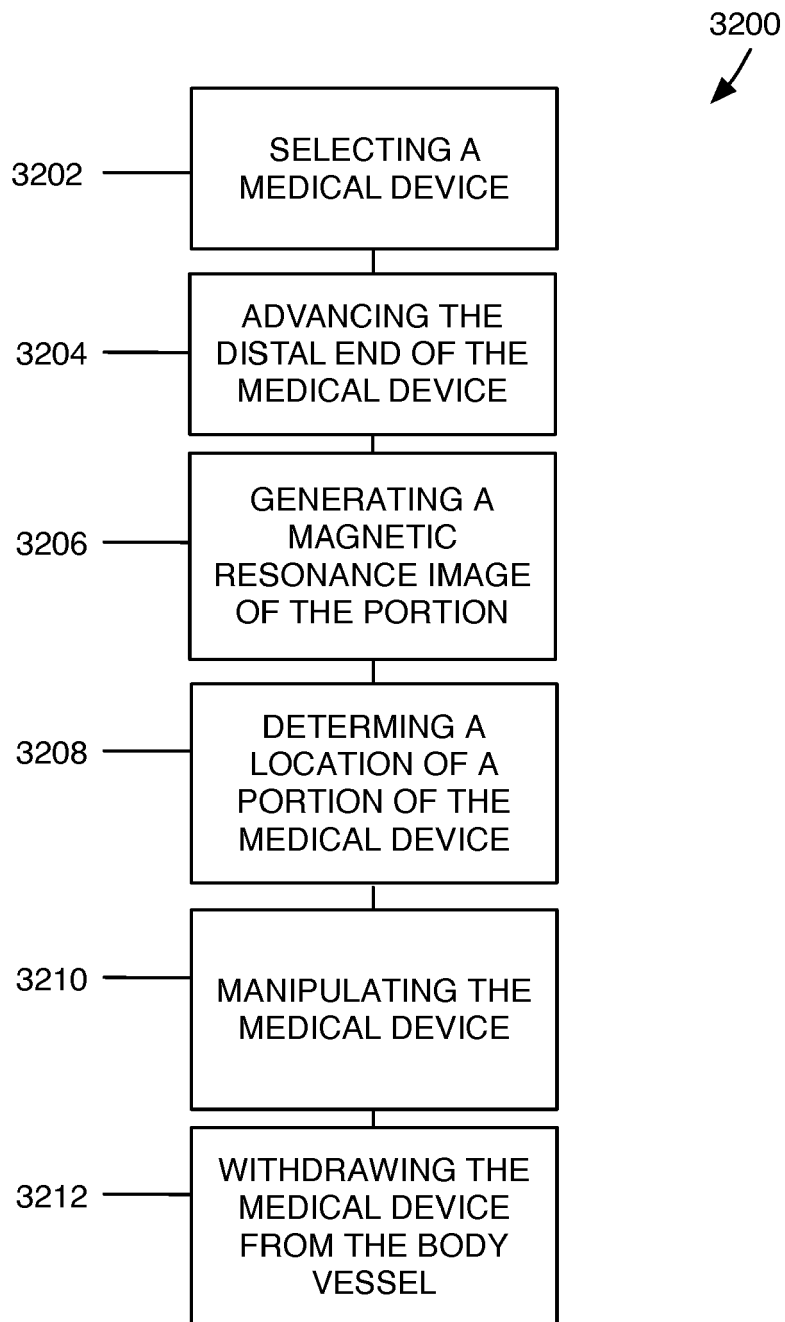 3200
3202
SELECTING A
MEDICAL DEVICE
3204
ADVANCING THE
DISTAL END OF THE
MEDICAL DEVICE
3206
GENERATING A
MAGNETIC
RESONANCE IMAGE
OF THE PORTION
3208
DETERMING A
LOCATION OF A
PORTION OF THE
MEDICAL DEVICE
3210
MANIPULATING THE
MEDICAL DEVICE
3212
WITHDRAWING THE
MEDICAL DEVICE
FROM THE BODY
VESSEL